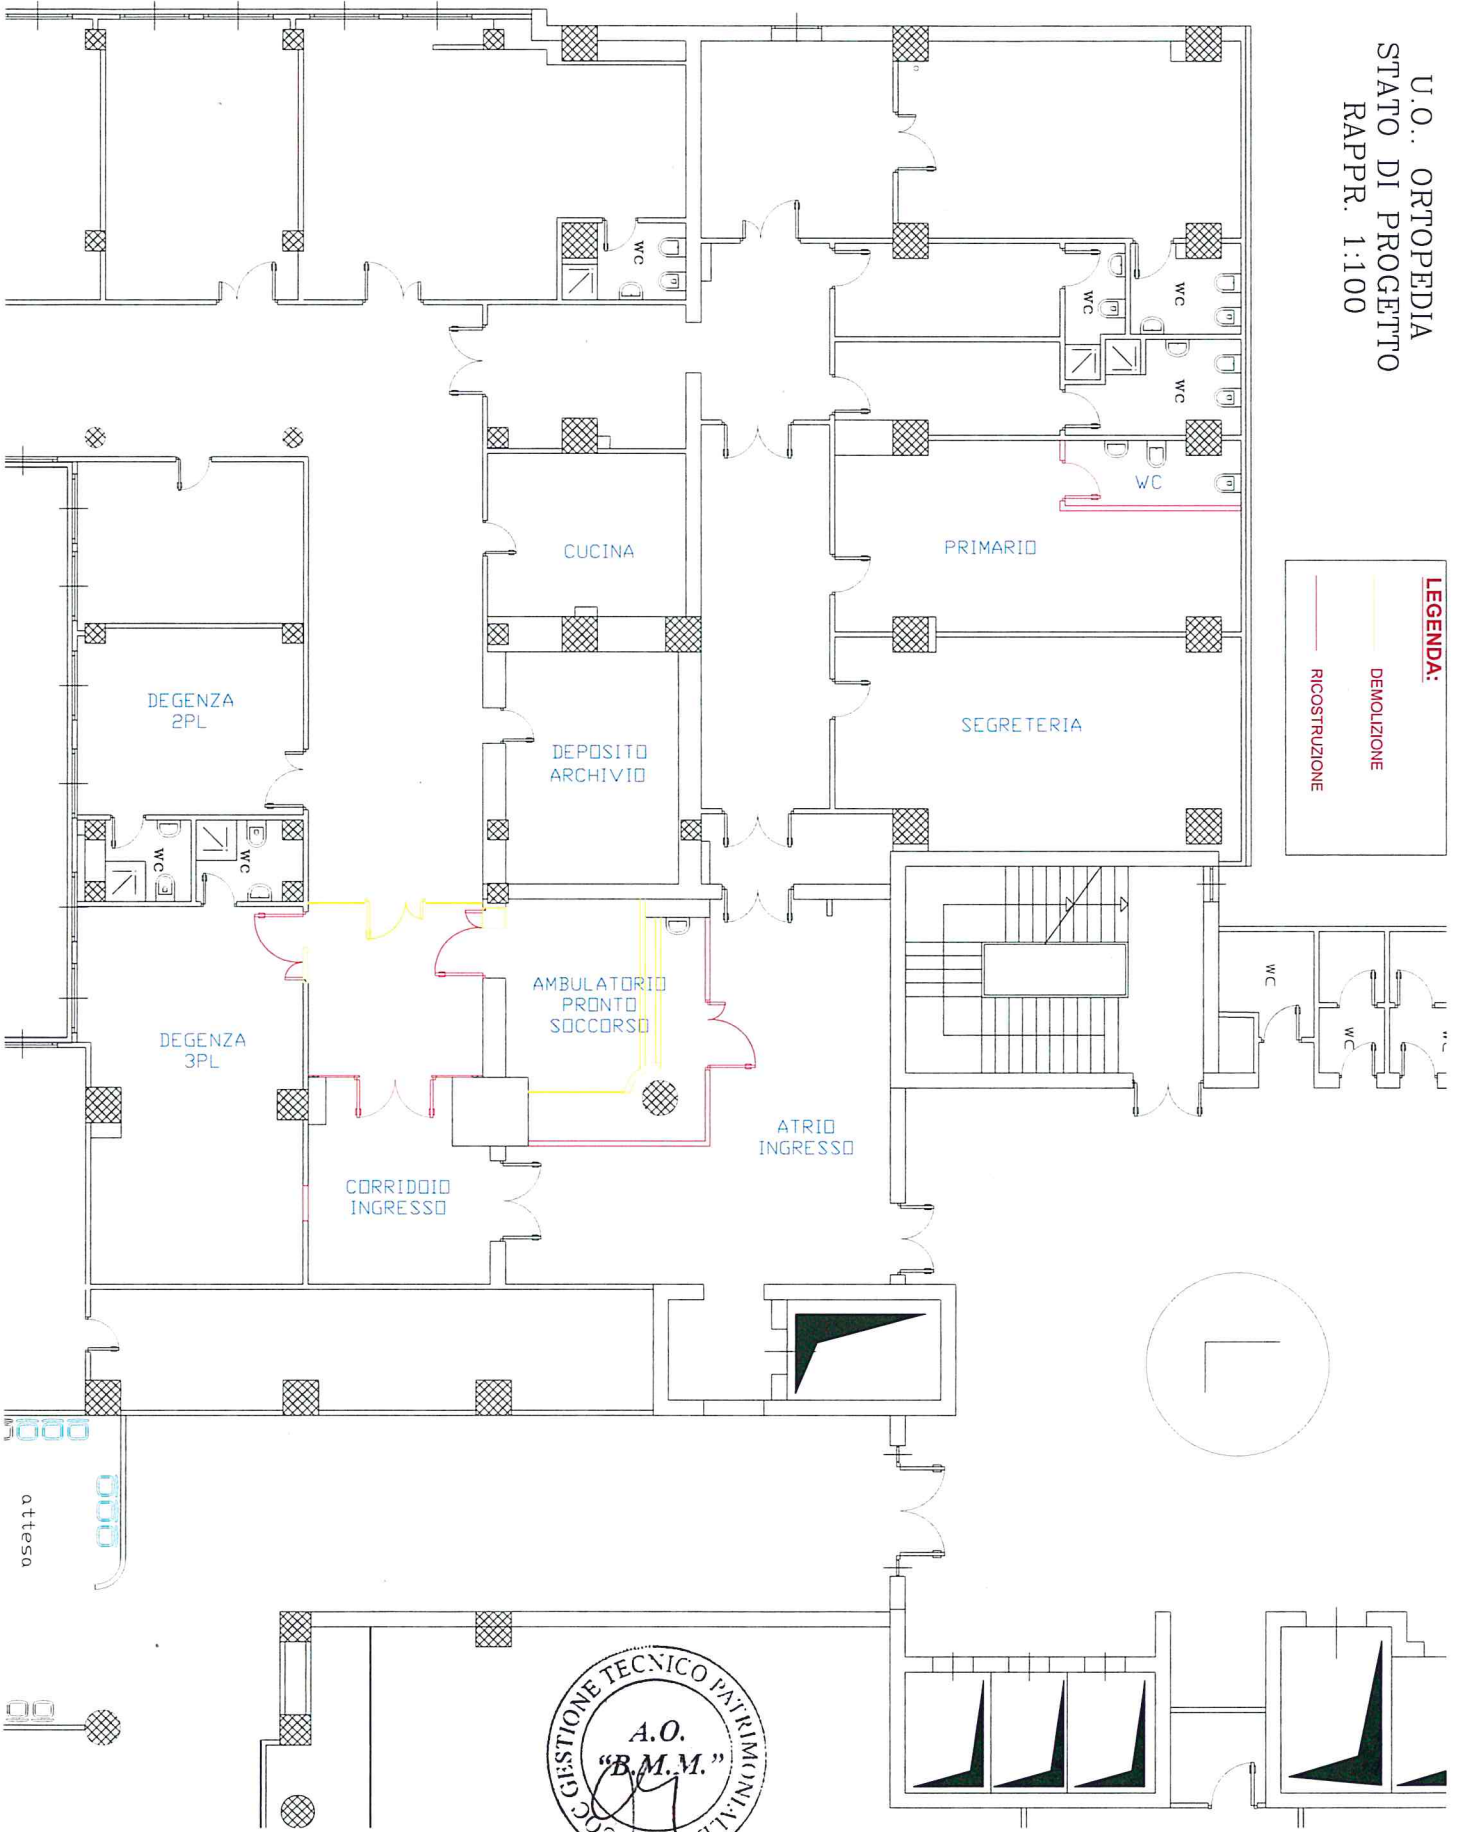 U.O.. ORTOPEDIA
STATO DI PROGETTO
RAPPR. 1:100
LEGENDA:
DEMOLIZIONE
RICOSTRUZIONE
WC
WC
WC
WC
WC
PRIMARIO
CUCINA
SEGRETERIA
DEGENZA
2PL
DEPOSITO
ARCHIVIO
WC
WC
WC
WC
AMBULATORIO
PRONTO
SOCCORSO
DEGENZA
3PL
ATRIO
INGRESSO
CORRIDOIO
INGRESSO
attesa
GESTIONE TECNICO PATRIMONIALE
A.O.
"B.M.M."